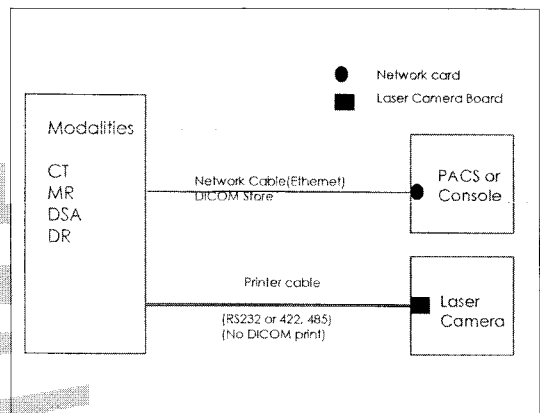 Network card
Laser Camera Board
Modalities
CT
MR
DSA
DR
Network Cable(Ethernet)
DICOM Store
PACS or
Console
Printer cable
(RS232 or 422, 485)
(No DICOM print)
Laser
Camera